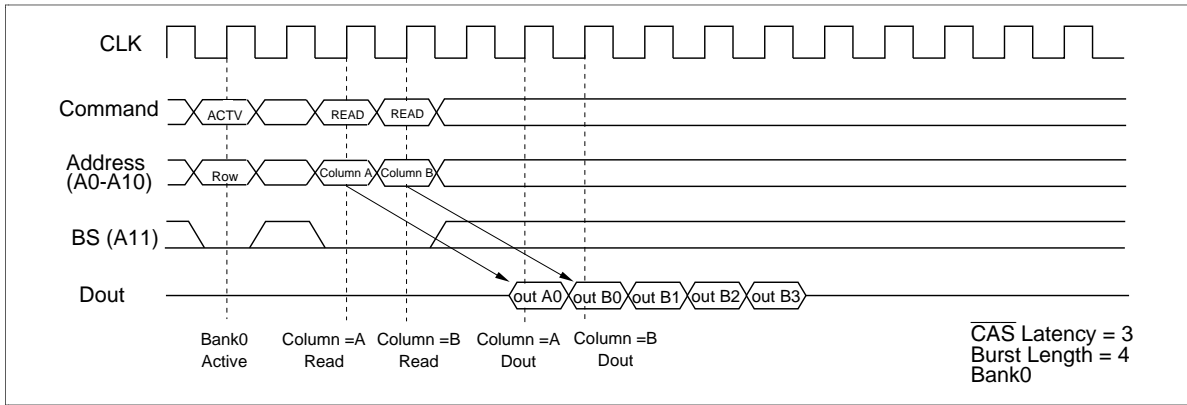 CLK
Command
ACTV
READ
READ
Address
(A0-A10)
Row
Column A
Column B
BS (A11)
Dout
out A0
out B0
out B1
out B2
out B3
Bank0
Active
Column =A
Read
Column =B
Read
Column =A
Dout
Column =B
Dout
CAS Latency = 3
Burst Length = 4
Bank0